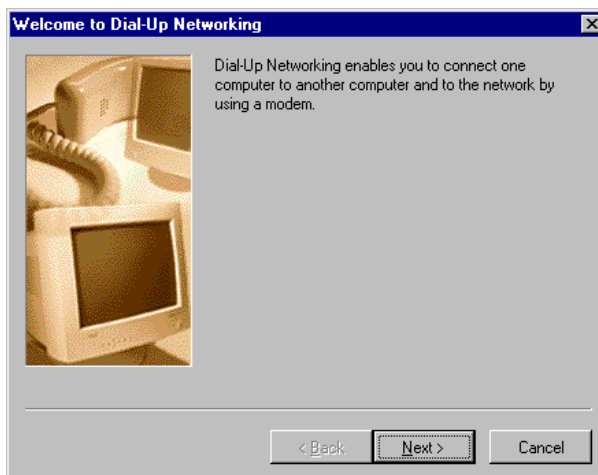 Welcome to Dial-Up Networking
Dial-Up Networking enables you to connect one
computer to another computer and to the network by
using a modem.
< Back
Next >
Cancel